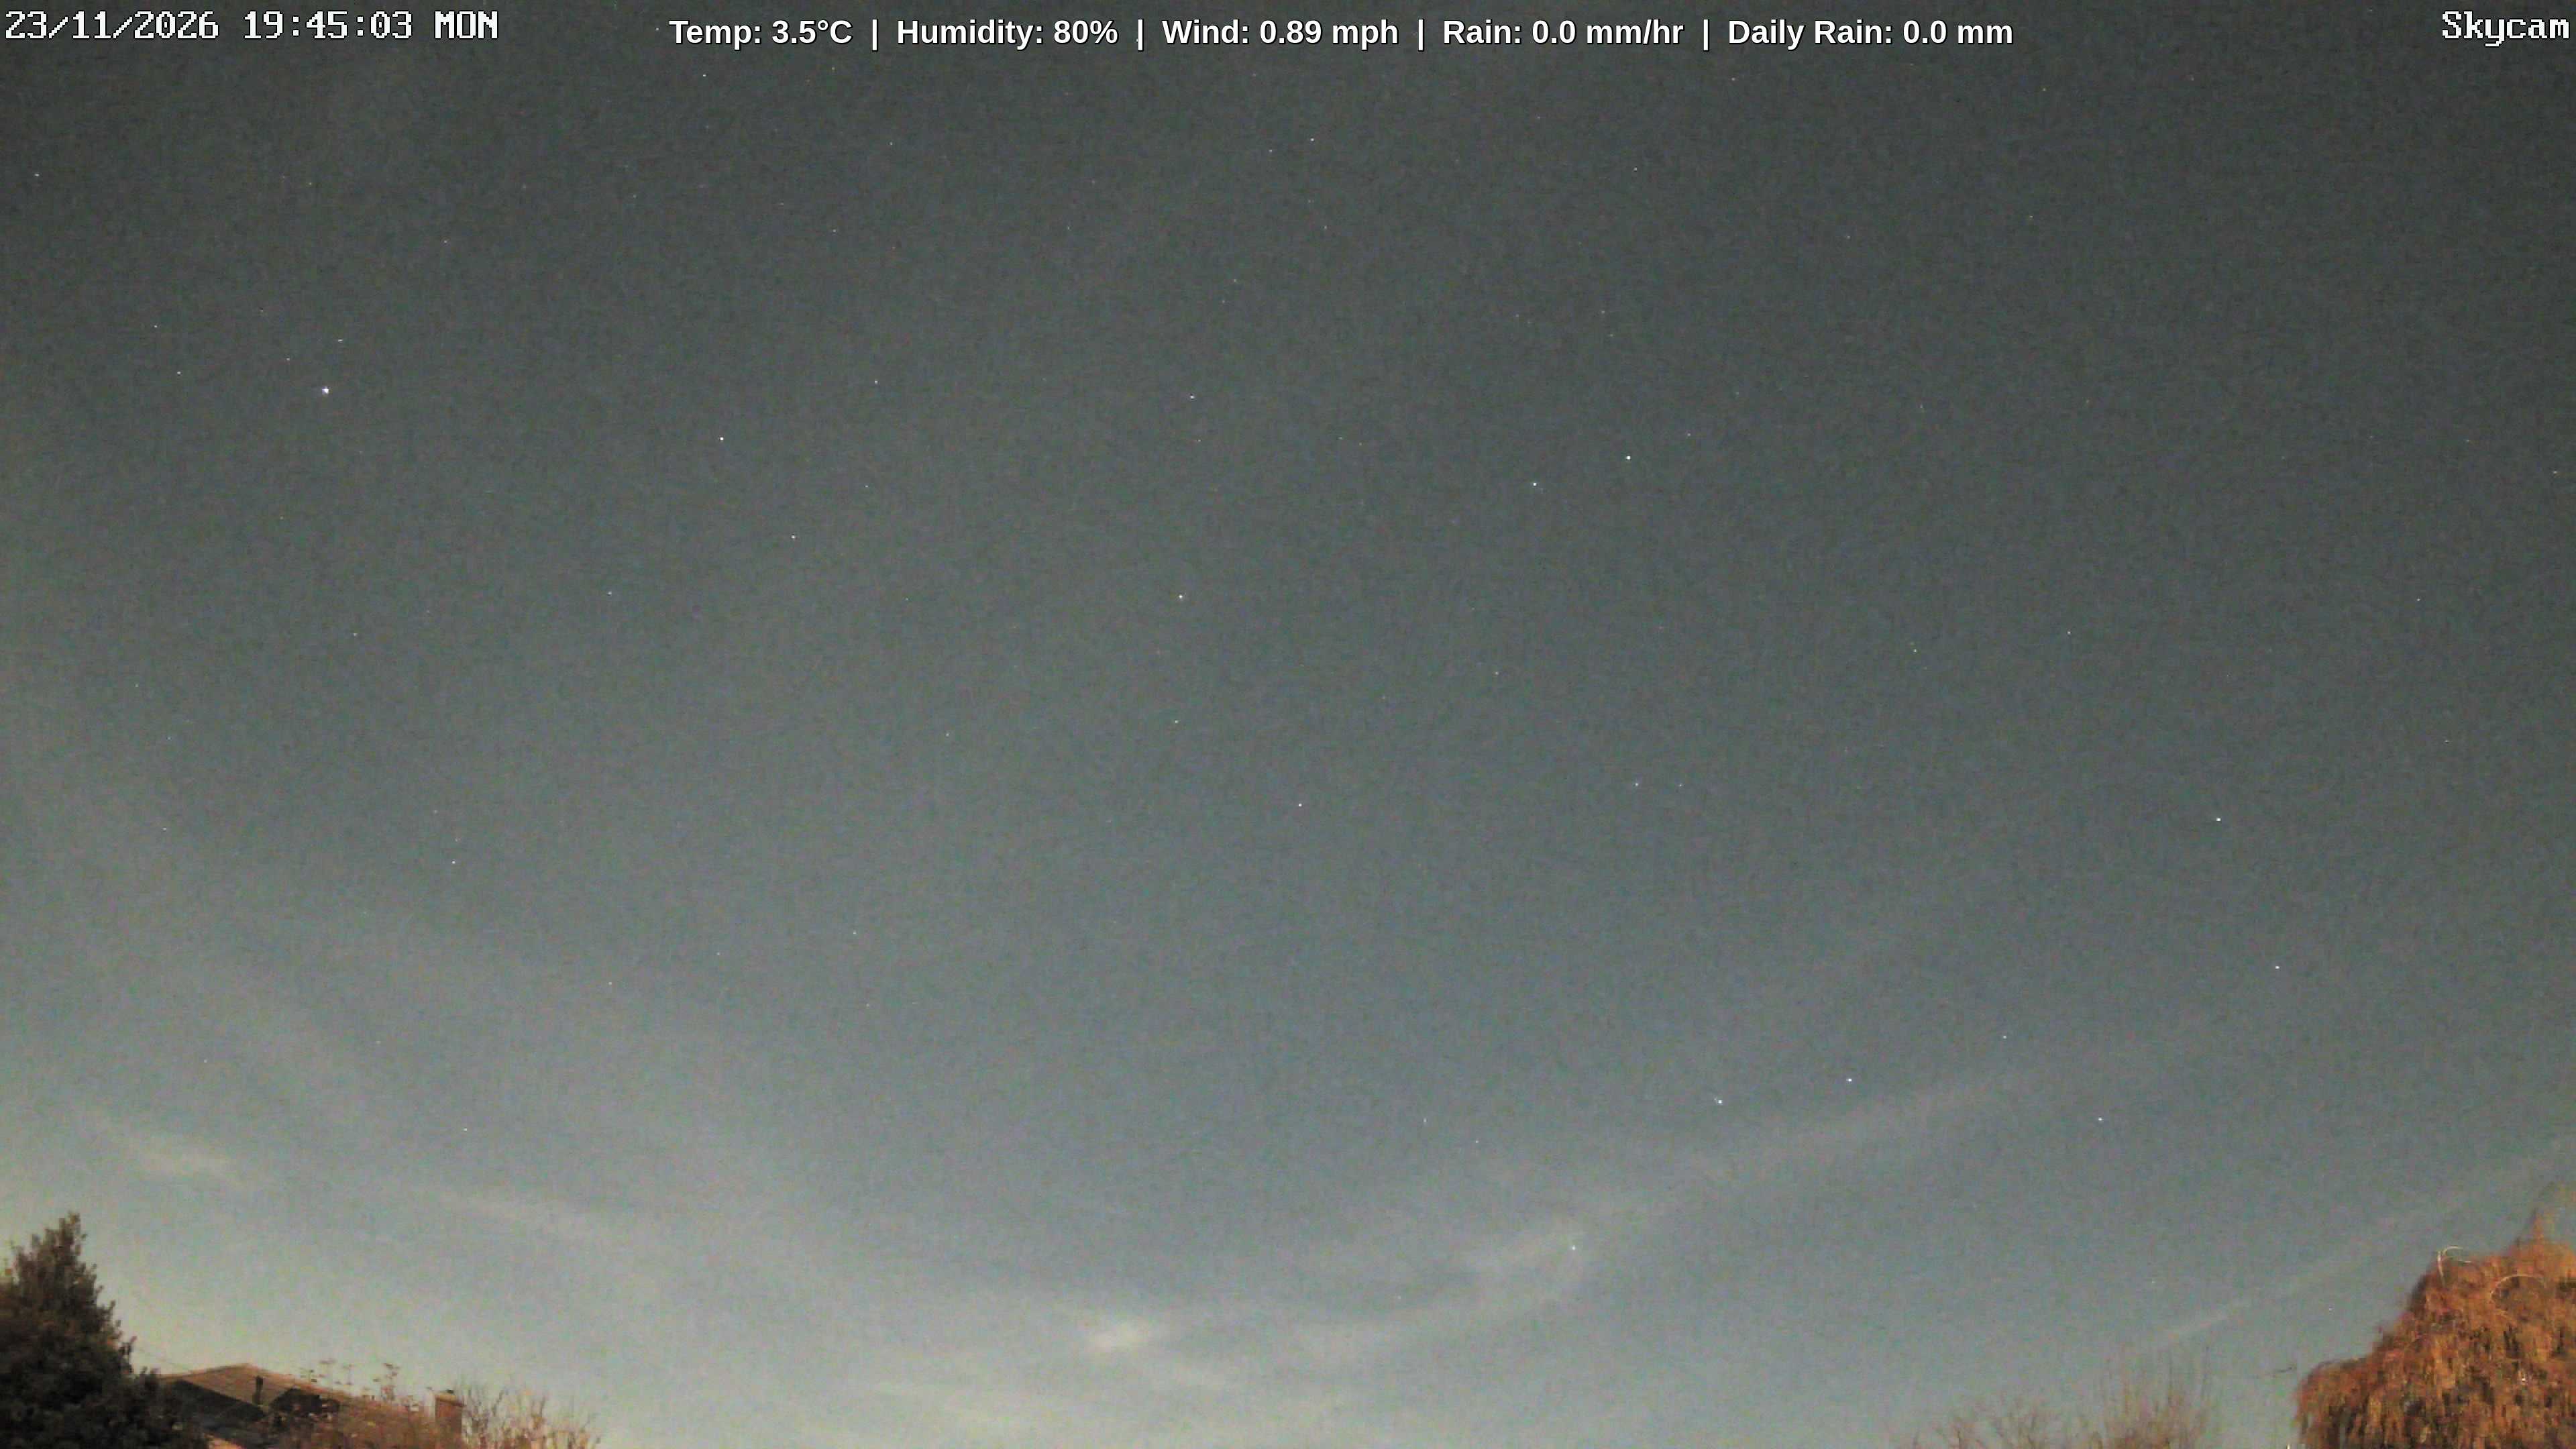 23/11/2026 19:45:03 MON
Temp: 3.5°C | Humidity: 80% | Wind: 0.89 mph | Rain: 0.0 mm/hr | Daily Rain: 0.0 mm
Skycam